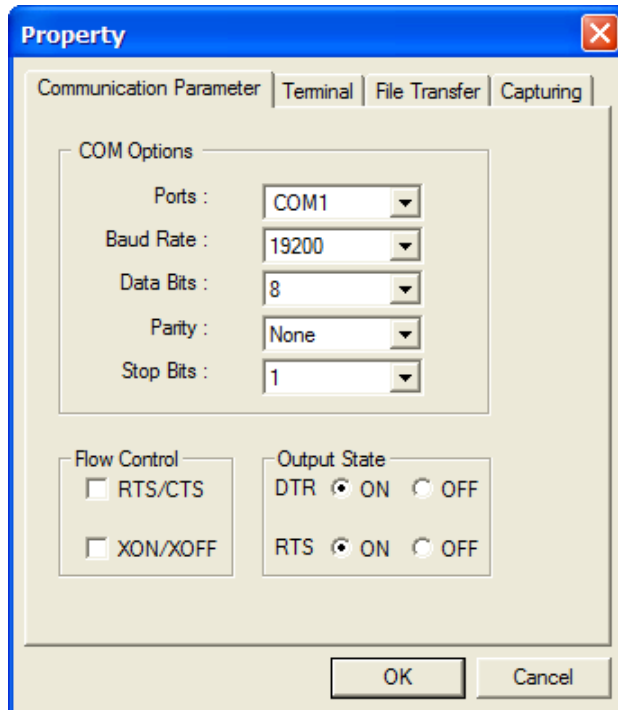 Property
Communication Parameter Terminal File Transfer Capturing
COM Options
Ports : COM1
Baud Rate : 19200
Data Bits : 8
Parity : None
Stop Bits : 1
Flow Control
RTS/CTS
XON/XOFF
Output State
DTR ON OFF
RTS ON OFF
OK Cancel